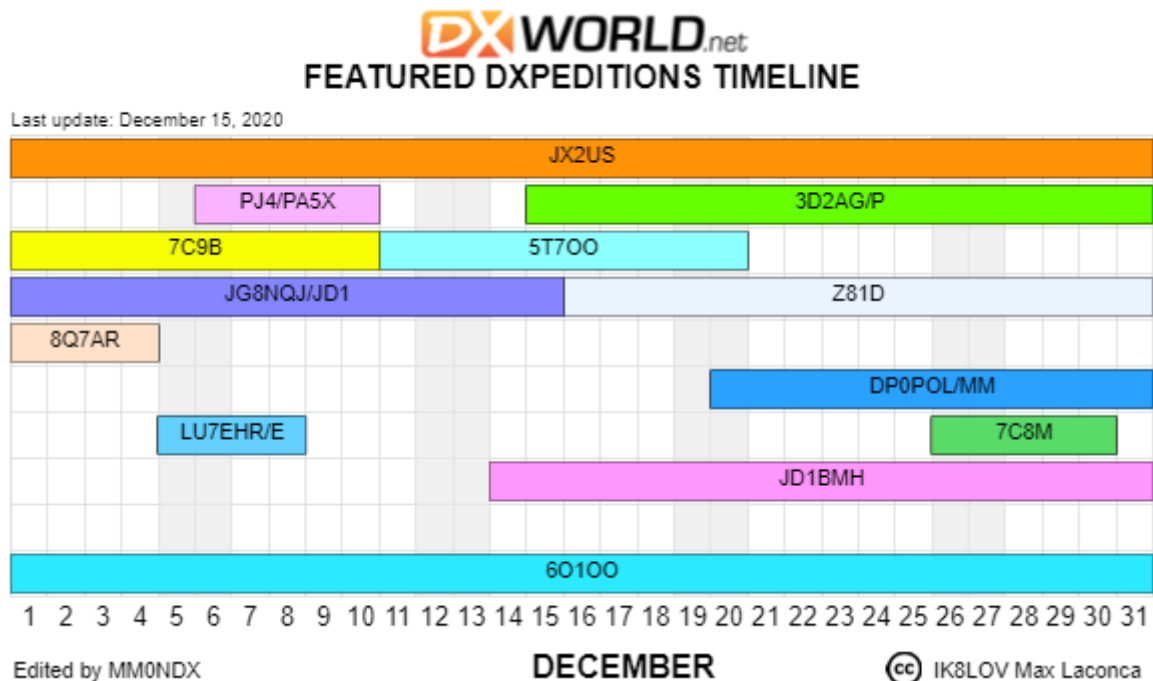 DX WORLD.net
FEATURED DXPEDITIONS TIMELINE
Last update: December 15, 2020
JX2US
PJ4/PA5X 3D2AG/P
7C9B 5T7OO
JG8NQJ/JD1 Z81D
8Q7AR
DP0POL/MM
LU7EHR/E 7C8M
JD1BMH
6O1OO
1 2 3 4 5 6 7 8 9 10 11 12 13 14 15 16 17 18 19 20 21 22 23 24 25 26 27 28 29 30 31
Edited by MM0NDX DECEMBER cc IK8LOV Max Laconca